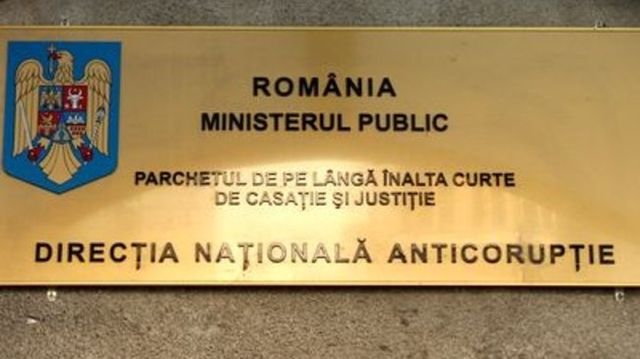 ROMÂNIA
MINISTERUL PUBLIC
PARCHETUL DE PE LÂNGĂ ÎNALTA CURTE
DE CASAȚIE ȘI JUSTIȚIE
DIRECȚIA NAȚIONALĂ ANTICORUPȚIE